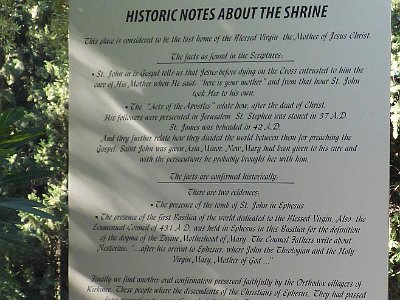 HISTORIC NOTES ABOUT THE SHRINE
This place is considered to be the last home of the Blessed Virgin, the Mother of Jesus Christ.
The facts as found in the Scriptures:
• St. John in is Gospel tells us that Jesus before dying on the Cross entrusted to him the
care of His Mother when He said: "here is your mother" and from that hour St. John
took Her to his own.
• The "Acts of the Apostles" relate how, after the dead of Christ,
His followers were persecuted in Jerusalem. St. Stephen was stoned in 37 A.D.
St. James was beheaded in 42 A.D.
And they further relate how they divided the world between them for preaching the
Gospel. Saint John was given Asia Minor. Now Mary had been given to his care and
with the persecutions he probably brought her with him.
The facts are confirmed historically:
There are two evidences:
• The presence of the tomb of St. John in Ephesus
• The presence of the first Basilica of the world dedicated to the Blessed Virgin. Also the
Ecumenical Council of 431 A.D. was held in Ephesus in this Basilica for the definition
of the dogma of the Divine Motherhood of Mary. The Council Fathers write about
Nestorius: "...after his arrival to Ephesus, where John the Theologian and the Holy
Virgin Mary, Mother of God ..."
Finally we find another oral confirmation preserved faithfully by the Orthodox villagers of
Kirkince. These people where the descendents of the Christians of Ephesus. They had passed